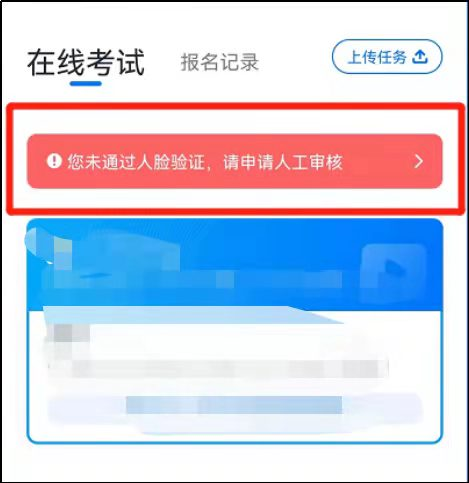 在线考试
报名记录
上传任务
您未通过人脸验证，请申请人工审核